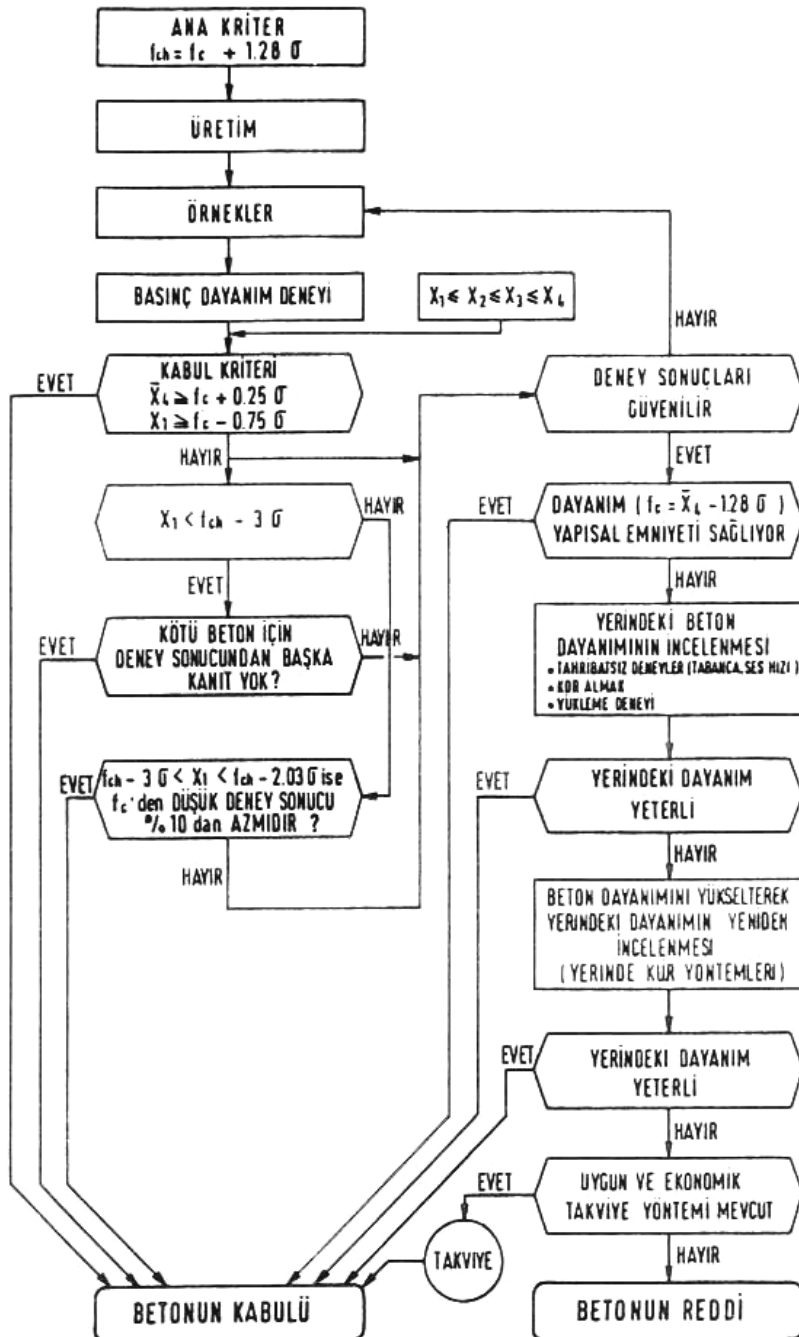 ANA KRİTER
fch = fc + 1.28 σ
ÜRETİM
ÖRNEKLER
BASINÇ DAYANIM DENEYİ
X1 ⩽ X2 ⩽ X3 ⩽ X4
HAYIR
EVET
KABUL KRİTERİ
X̄4 ⩾ fc + 0.25 σ
X1 ⩾ fc − 0.75 σ
HAYIR
X1 < fch − 3 σ
HAYIR
EVET
EVET
KÖTÜ BETON İÇİN
DENEY SONUCUNDAN BAŞKA
KANIT YOK?
HAYIR
EVET
fch − 3 σ < X1 < fch − 2.03 σ ise
fc' den DÜŞÜK DENEY SONUCU
% 10 dan AZMIDIR ?
HAYIR
DENEY SONUÇLARI
GÜVENİLİR
EVET
EVET
DAYANIM ( fc = X̄4 − 1.28 σ )
YAPISAL EMNİYETİ SAĞLIYOR
HAYIR
YERİNDEKİ BETON
DAYANIMININ İNCELENMESİ
• TAHRİBATSIZ DENEYLER (TABANCA, SES HIZI )
• KOR ALMAK
• YUKLEME DENEYİ
EVET
YERİNDEKİ DAYANIM
YETERLİ
HAYIR
BETON DAYANIMINI YÜKSELTEREK
YERİNDEKİ DAYANIMIN YENİDEN
İNCELENMESİ
( YERİNDE KUR YONTEMLERİ )
EVET
YERİNDEKİ DAYANIM
YETERLİ
HAYIR
EVET
UYGUN VE EKONOMİK
TAKVİYE YÖNTEMİ MEVCUT
TAKVİYE
HAYIR
BETONUN KABULÜ
BETONUN REDDİ